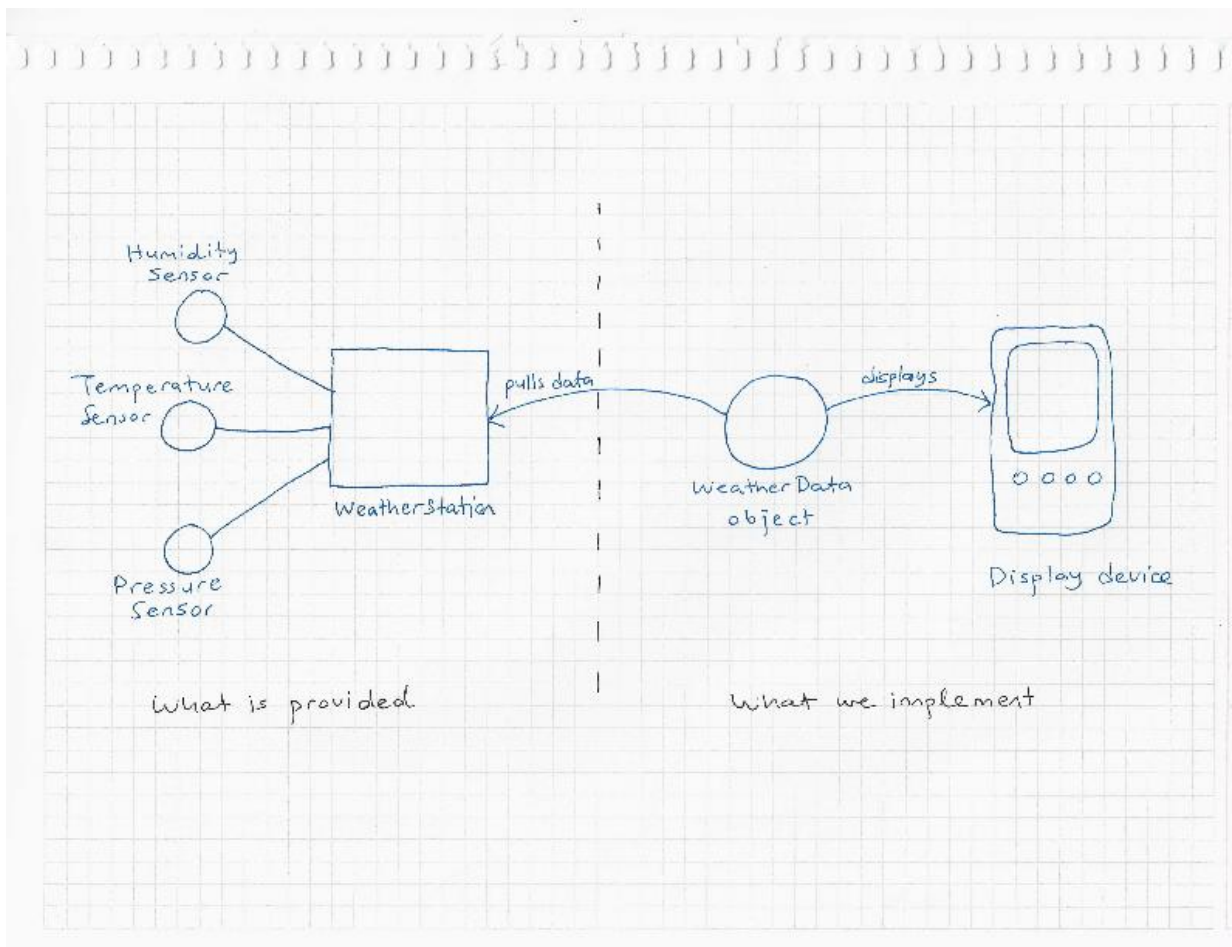 Humidity
Sensor
Temperature
Sensor
Pressure
Sensor
WeatherStation
pulls data
WeatherData
object
displays
Display device
What is provided
What we implement